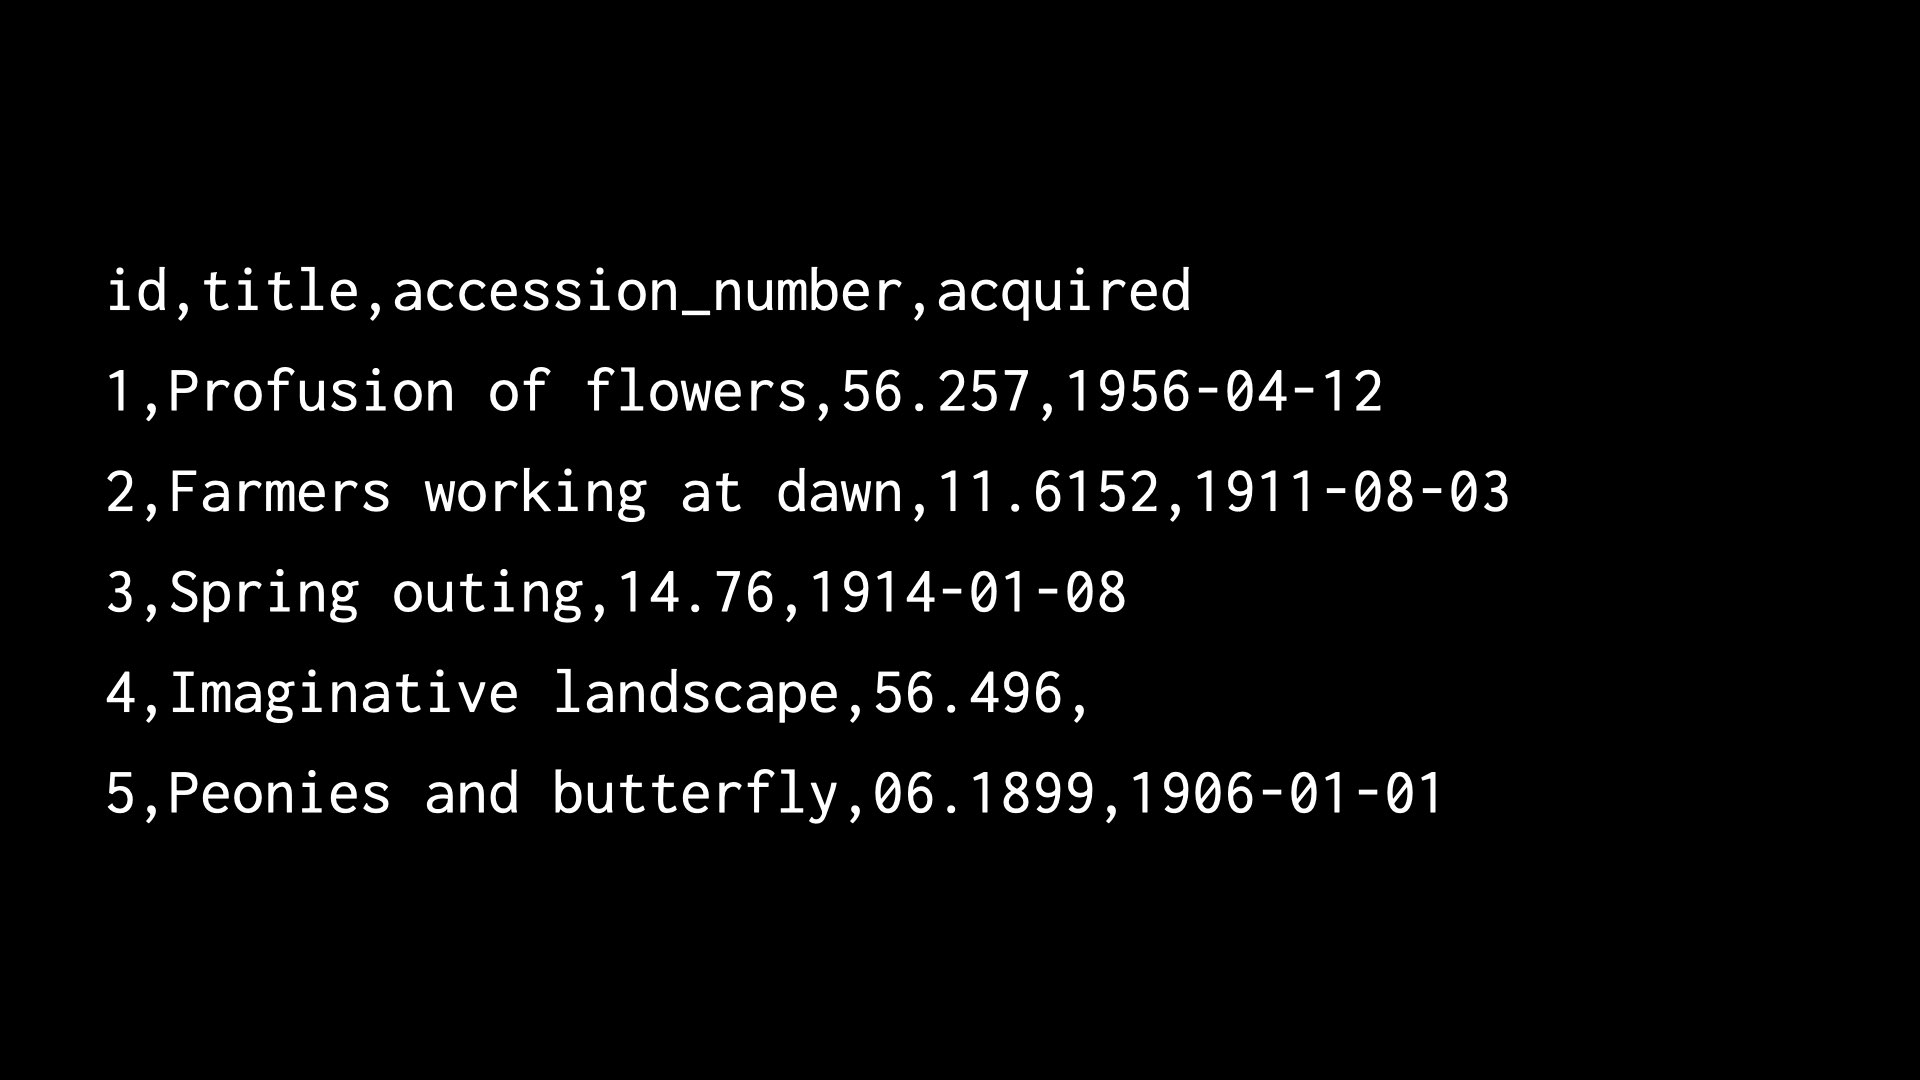 id,title,accession_number,acquired
1,Profusion of flowers,56.257,1956-04-12
2,Farmers working at dawn,11.6152,1911-08-03
3,Spring outing,14.76,1914-01-08
4,Imaginative landscape,56.496,
5,Peonies and butterfly,06.1899,1906-01-01